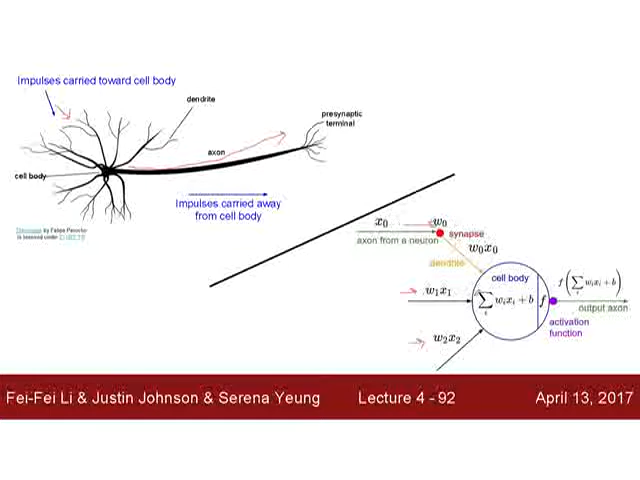 Impulses carried toward cell body
dendrite
presynaptic
terminal
axon
cell body
Impulses carried away
from cell body
x₀
w₀
synapse
axon from a neuron
w₀x₀
dendrite
cell body
w₁x₁
∑ᵢ wᵢxᵢ + b
f
f(∑ᵢ wᵢxᵢ + b)
output axon
activation
function
w₂x₂
Fei-Fei Li & Justin Johnson & Serena Yeung
Lecture 4 - 92
April 13, 2017